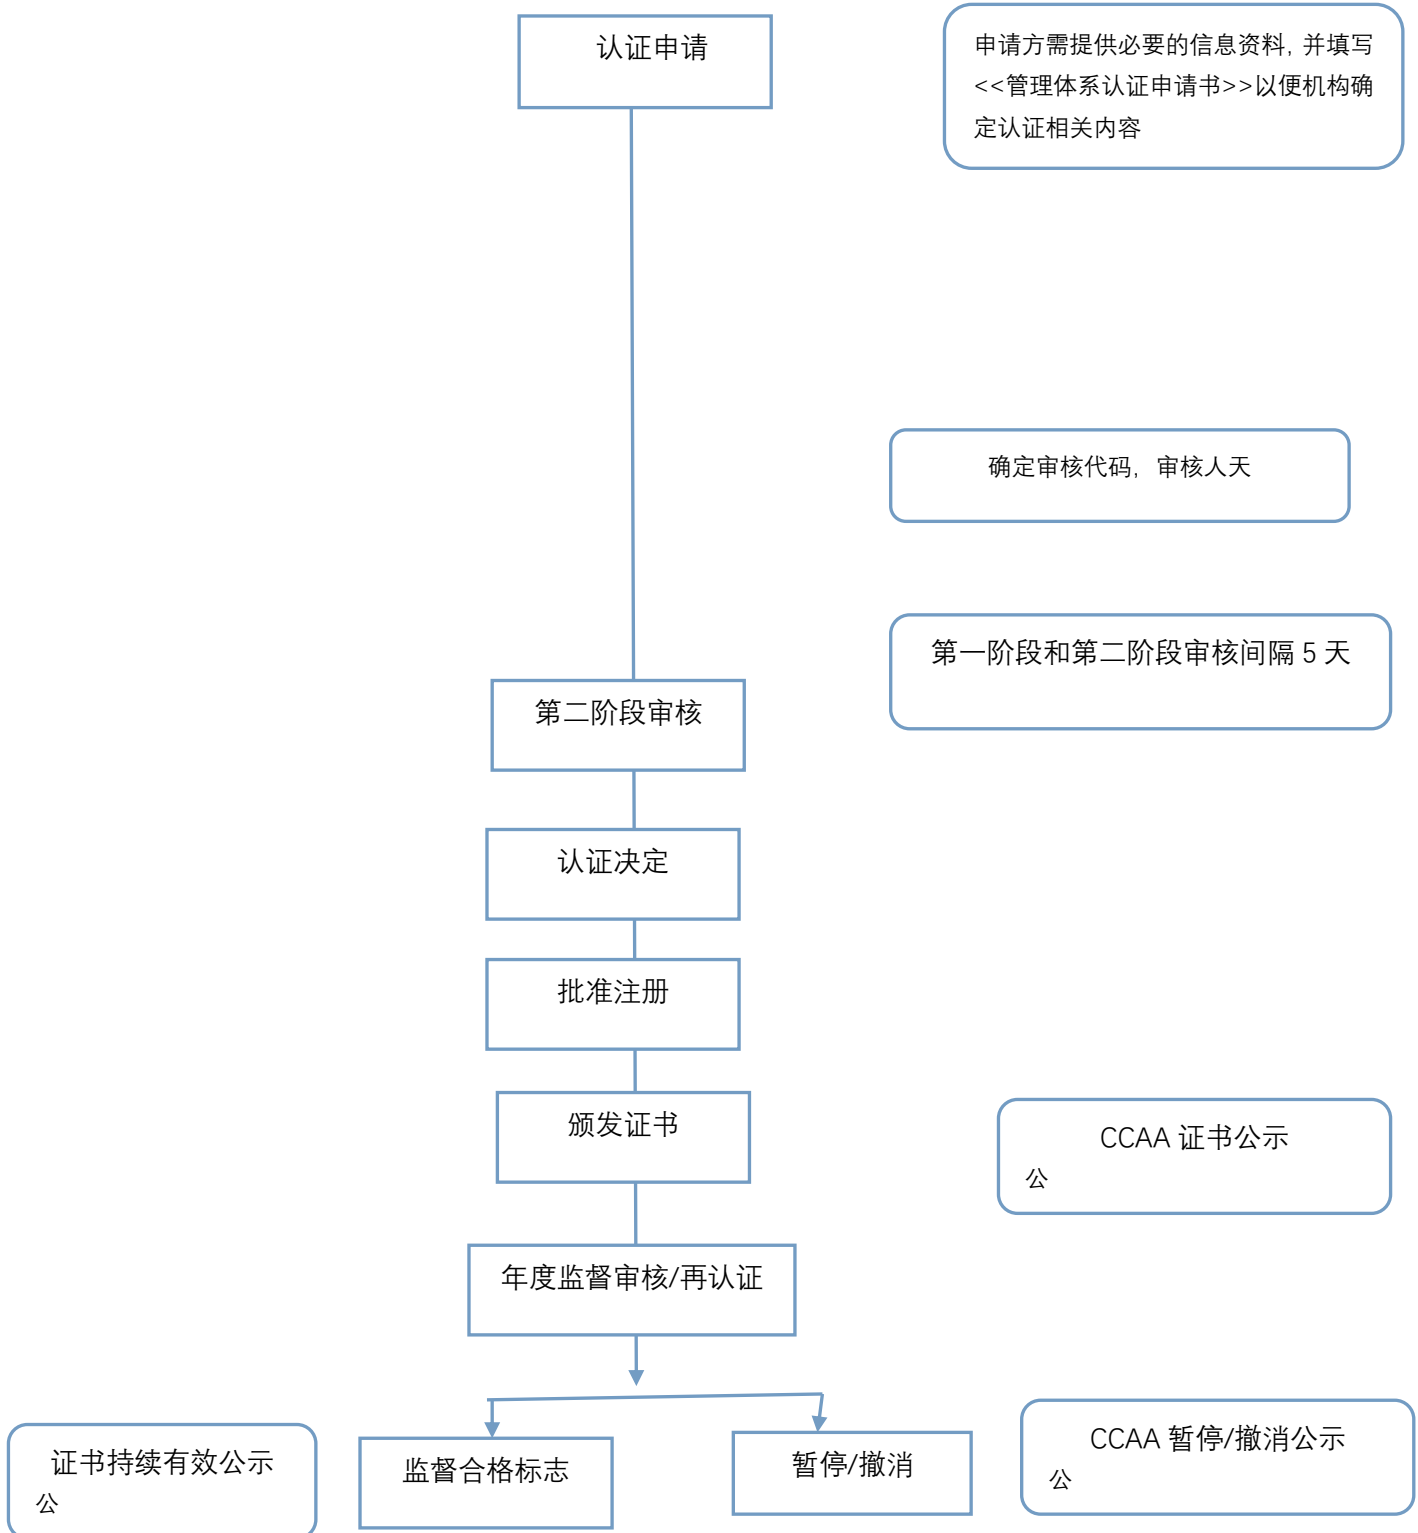 认证申请
申请方需提供必要的信息资料, 并填写
<<管理体系认证申请书>>以便机构确
定认证相关内容
确定审核代码, 审核人天
第一阶段和第二阶段审核间隔 5 天
第二阶段审核
认证决定
批准注册
颁发证书
CCAA 证书公示
公
年度监督审核/再认证
证书持续有效公示
公
监督合格标志
暂停/撤消
CCAA 暂停/撤消公示
公